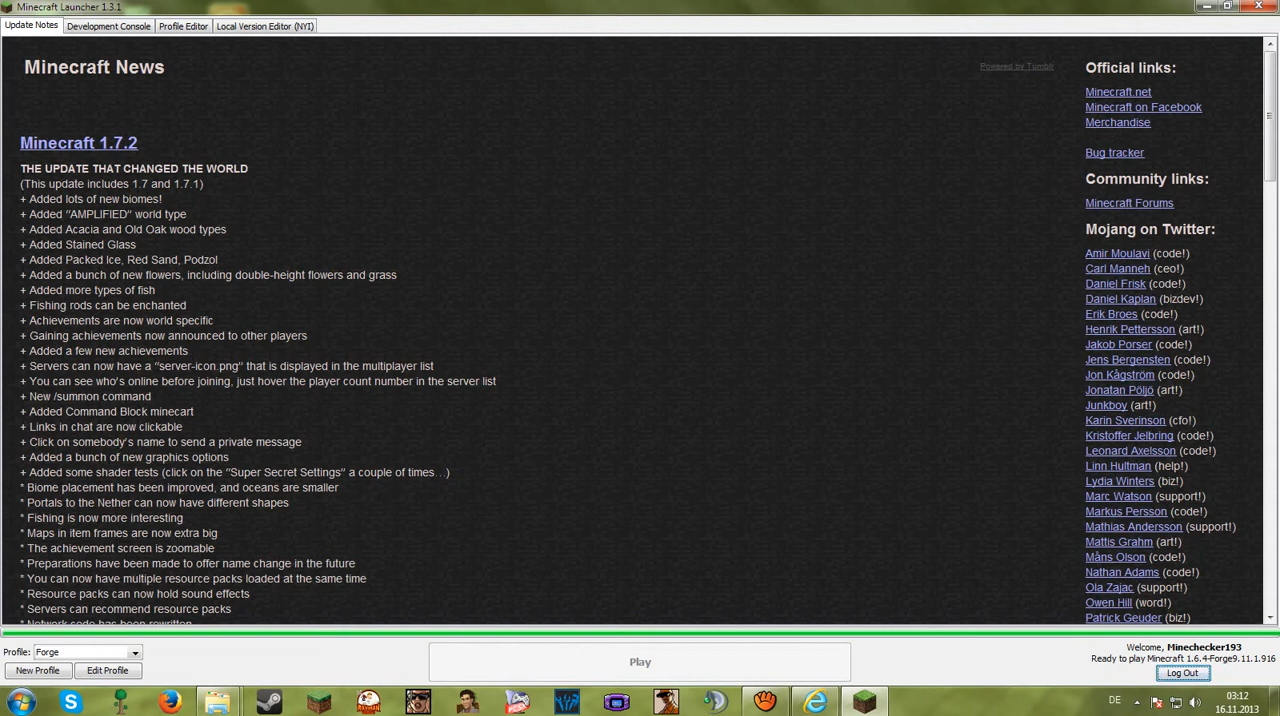 Minecraft Launcher 1.3.1
Update Notes
Development Console
Profile Editor
Local Version Editor (NYI)
Minecraft News
Powered by Tumblr
Minecraft 1.7.2
THE UPDATE THAT CHANGED THE WORLD
(This update includes 1.7 and 1.7.1)
+ Added lots of new biomes!
+ Added "AMPLIFIED" world type
+ Added Acacia and Old Oak wood types
+ Added Stained Glass
+ Added Packed Ice, Red Sand, Podzol
+ Added a bunch of new flowers, including double-height flowers and grass
+ Added more types of fish
+ Fishing rods can be enchanted
+ Achievements are now world specific
+ Gaining achievements now announced to other players
+ Added a few new achievements
+ Servers can now have a "server-icon.png" that is displayed in the multiplayer list
+ You can see who's online before joining, just hover the player count number in the server list
+ New /summon command
+ Added Command Block minecart
+ Links in chat are now clickable
+ Click on somebody's name to send a private message
+ Added a bunch of new graphics options
+ Added some shader tests (click on the "Super Secret Settings" a couple of times…)
* Biome placement has been improved, and oceans are smaller
* Portals to the Nether can now have different shapes
* Fishing is now more interesting
* Maps in item frames are now extra big
* The achievement screen is zoomable
* Preparations have been made to offer name change in the future
* You can now have multiple resource packs loaded at the same time
* Resource packs can now hold sound effects
* Servers can recommend resource packs
* Network code has been rewritten
Official links:
Minecraft.net
Minecraft on Facebook
Merchandise
Bug tracker
Community links:
Minecraft Forums
Mojang on Twitter:
Amir Moulavi (code!)
Carl Manneh (ceo!)
Daniel Frisk (code!)
Daniel Kaplan (bizdev!)
Erik Broes (code!)
Henrik Pettersson (art!)
Jakob Porser (code!)
Jens Bergensten (code!)
Jon Kågström (code!)
Jonatan Pöljö (art!)
Junkboy (art!)
Karin Sverinson (cfo!)
Kristoffer Jelbring (code!)
Leonard Axelsson (code!)
Linn Hultman (help!)
Lydia Winters (biz!)
Marc Watson (support!)
Markus Persson (code!)
Mathias Andersson (support!)
Mattis Grahm (art!)
Måns Olson (code!)
Nathan Adams (code!)
Ola Zajac (support!)
Owen Hill (word!)
Patrick Geuder (biz!)
Profile: Forge
New Profile
Edit Profile
Play
Welcome, Minechecker193
Ready to play Minecraft 1.6.4-Forge9.11.1.916
Log Out
DE
03:12
16.11.2013